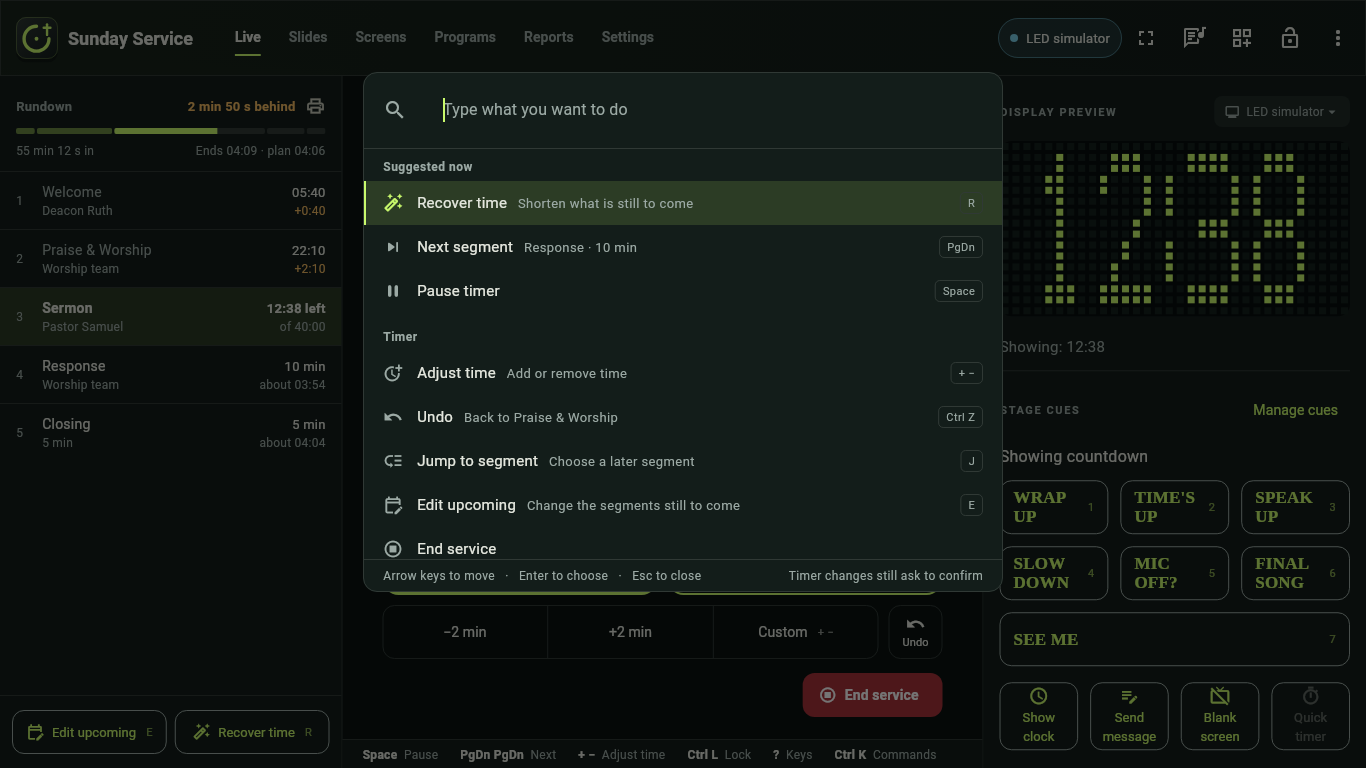 Sunday Service
Live
Slides
Screens
Programs
Reports
Settings
LED simulator
Rundown
2 min 50 s behind
55 min 12 s in
Ends 04:09 · plan 04:06
1
Welcome
05:40
Deacon Ruth
+0:40
2
Praise & Worship
22:10
Worship team
+2:10
3
Sermon
12:38 left
Pastor Samuel
of 40:00
4
Response
10 min
Worship team
about 03:54
5
Closing
5 min
5 min
about 04:04
Edit upcoming E
Recover time R
Type what you want to do
Suggested now
Recover time Shorten what is still to come R
Next segment Response · 10 min PgDn
Pause timer Space
Timer
Adjust time Add or remove time + −
Undo Back to Praise & Worship Ctrl Z
Jump to segment Choose a later segment J
Edit upcoming Change the segments still to come E
End service
Arrow keys to move · Enter to choose · Esc to close
Timer changes still ask to confirm
−2 min
+2 min
Custom + −
Undo
End service
Space Pause PgDn PgDn Next + − Adjust time Ctrl L Lock ? Keys Ctrl K Commands
DISPLAY PREVIEW
LED simulator
12:38
Showing: 12:38
STAGE CUES
Manage cues
Showing countdown
WRAP
UP
1
TIME'S
UP
2
SPEAK
UP
3
SLOW
DOWN
4
MIC
OFF?
5
FINAL
SONG
6
SEE ME
7
Show
clock
Send
message
Blank
screen
Quick
timer